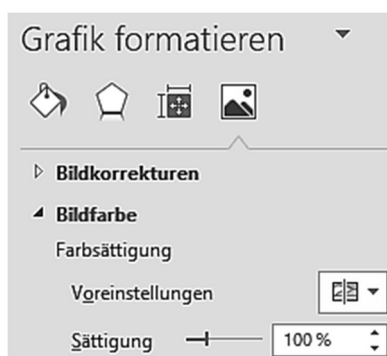 Grafik formatieren
Bildkorrekturen
Bildfarbe
Farbsättigung
Voreinstellungen
Sättigung 100 %